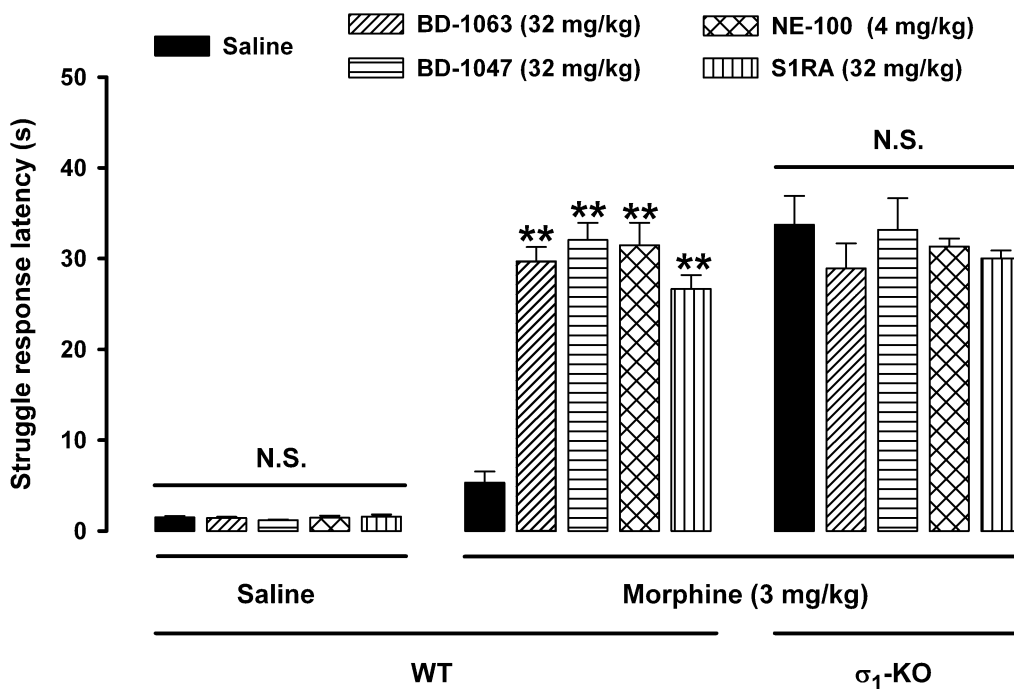 Saline
BD-1063 (32 mg/kg)
BD-1047 (32 mg/kg)
NE-100 (4 mg/kg)
S1RA (32 mg/kg)
Struggle response latency (s)
50
40
30
20
10
0
N.S.
**
**
**
**
N.S.
Saline
Morphine (3 mg/kg)
WT
σ1-KO